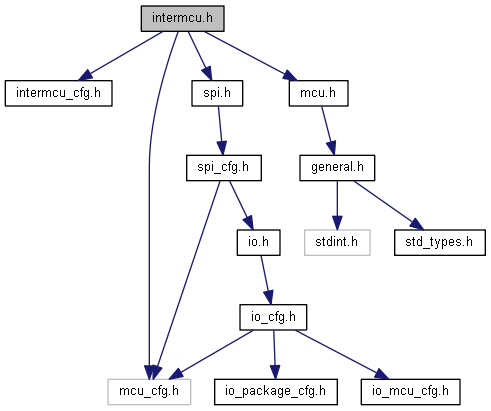 intermcu.h
intermcu_cfg.h
spi.h
mcu.h
spi_cfg.h
general.h
io.h
stdint.h
std_types.h
io_cfg.h
mcu_cfg.h
io_package_cfg.h
io_mcu_cfg.h